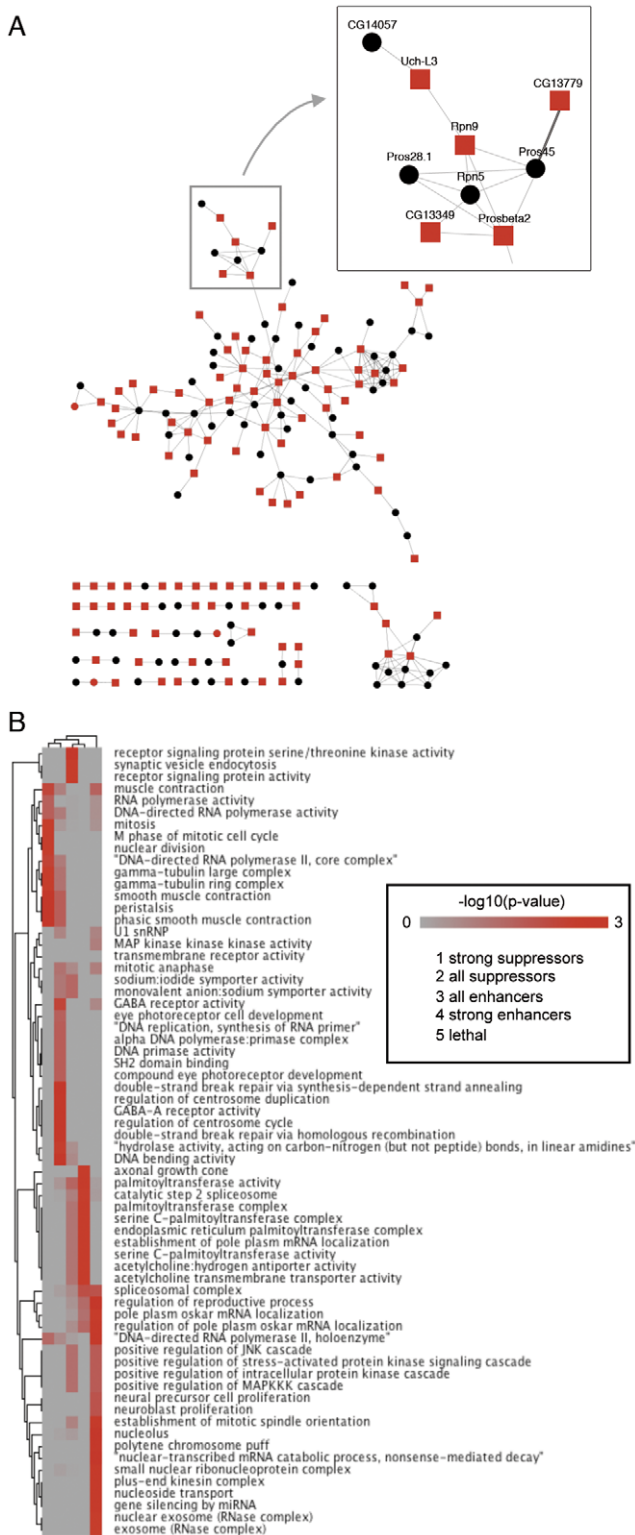 A
CG14057
Uch-L3
CG13779
Rpn9
Pros45
Pros28.1
Rpn5
CG13349
Prosbeta2
B
receptor signaling protein serine/threonine kinase activity
synaptic vesicle endocytosis
receptor signaling protein activity
muscle contraction
RNA polymerase activity
DNA-directed RNA polymerase activity
mitosis
M phase of mitotic cell cycle
nuclear division
"DNA-directed RNA polymerase II, core complex"
gamma-tubulin large complex
gamma-tubulin ring complex
smooth muscle contraction
peristalsis
phasic smooth muscle contraction
U1 snRNP
MAP kinase kinase kinase activity
transmembrane receptor activity
mitotic anaphase
sodium:iodide symporter activity
monovalent anion:sodium symporter activity
GABA receptor activity
eye photoreceptor cell development
"DNA replication, synthesis of RNA primer"
alpha DNA polymerase:primase complex
DNA primase activity
SH2 domain binding
compound eye photoreceptor development
double-strand break repair via synthesis-dependent strand annealing
regulation of centrosome duplication
GABA-A receptor activity
regulation of centrosome cycle
double-strand break repair via homologous recombination
"hydrolase activity, acting on carbon-nitrogen (but not peptide) bonds, in linear amidines"
DNA bending activity
axonal growth cone
palmitoyltransferase activity
catalytic step 2 spliceosome
palmitoyltransferase complex
serine C-palmitoyltransferase complex
endoplasmic reticulum palmitoyltransferase complex
establishment of pole plasm mRNA localization
serine C-palmitoyltransferase activity
acetylcholine:hydrogen antiporter activity
acetylcholine transmembrane transporter activity
spliceosomal complex
regulation of reproductive process
pole plasm oskar mRNA localization
regulation of pole plasm oskar mRNA localization
"DNA-directed RNA polymerase II, holoenzyme"
positive regulation of JNK cascade
positive regulation of stress-activated protein kinase signaling cascade
positive regulation of intracellular protein kinase cascade
positive regulation of MAPKKK cascade
neural precursor cell proliferation
neuroblast proliferation
establishment of mitotic spindle orientation
nucleolus
polytene chromosome puff
"nuclear-transcribed mRNA catabolic process, nonsense-mediated decay"
small nuclear ribonucleoprotein complex
plus-end kinesin complex
nucleoside transport
gene silencing by miRNA
nuclear exosome (RNase complex)
exosome (RNase complex)
-log10(p-value)
0 3
1 strong suppressors
2 all suppressors
3 all enhancers
4 strong enhancers
5 lethal